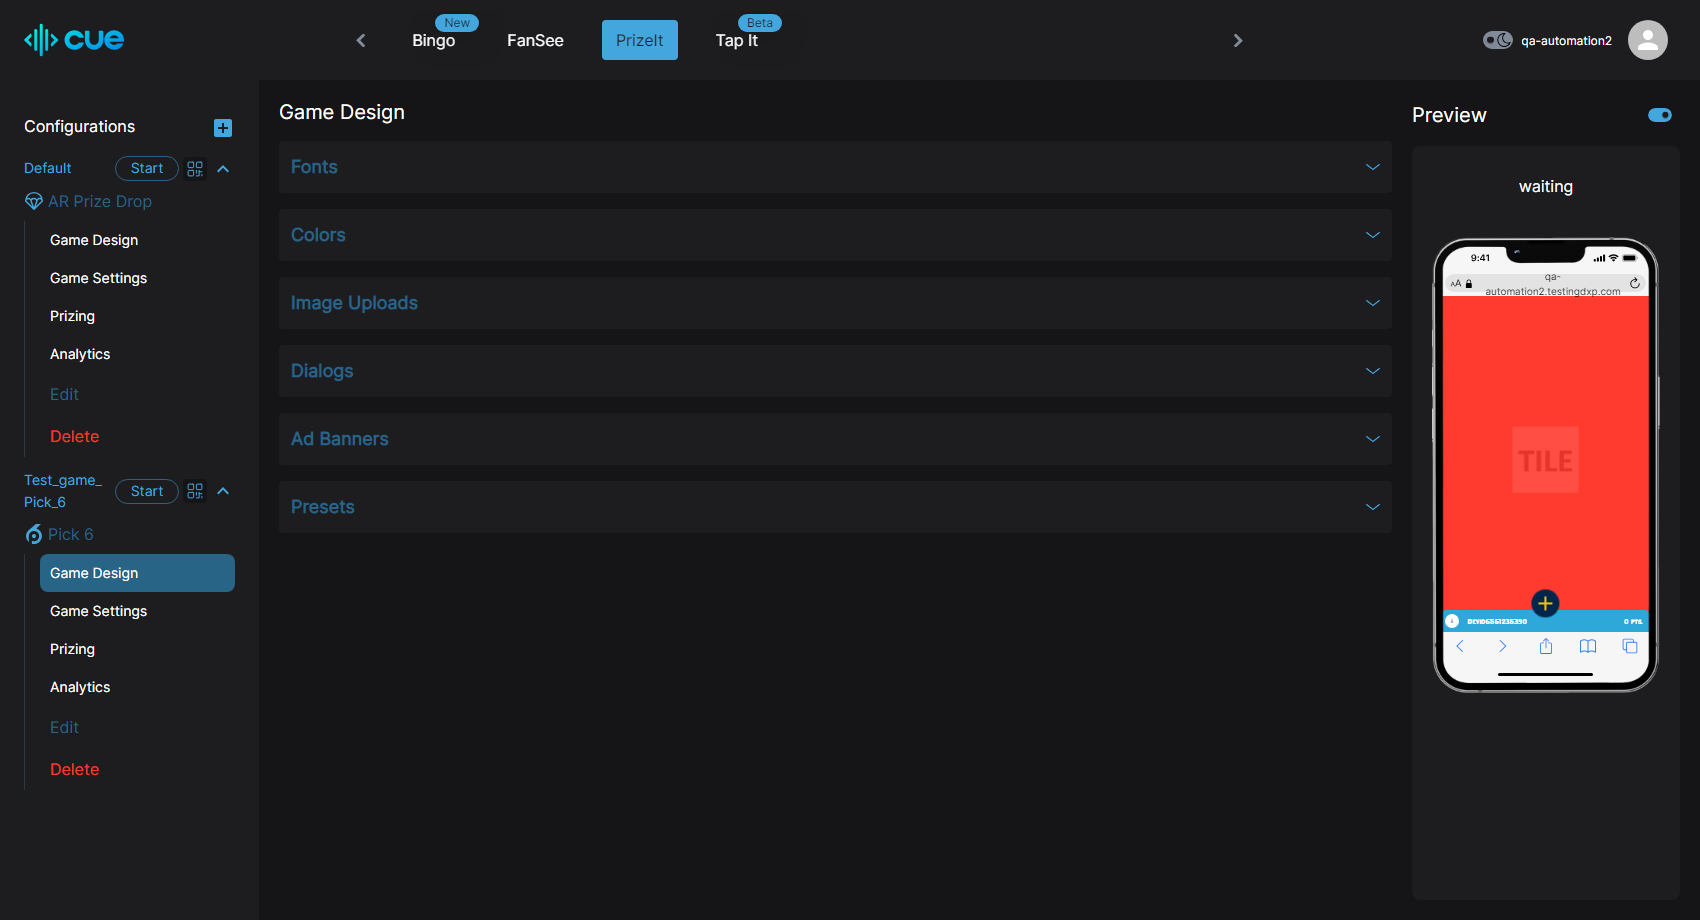 cue
New
Bingo
FanSee
PrizeIt
Beta
Tap It
qa-automation2
Configurations
Default
Start
AR Prize Drop
Game Design
Game Settings
Prizing
Analytics
Edit
Delete
Test_game_
Pick_6
Start
Pick 6
Game Design
Game Settings
Prizing
Analytics
Edit
Delete
Game Design
Fonts
Colors
Image Uploads
Dialogs
Ad Banners
Presets
Preview
waiting
9:41
AA
qa-
automation2.testingdxp.com
TILE
0 PTS.